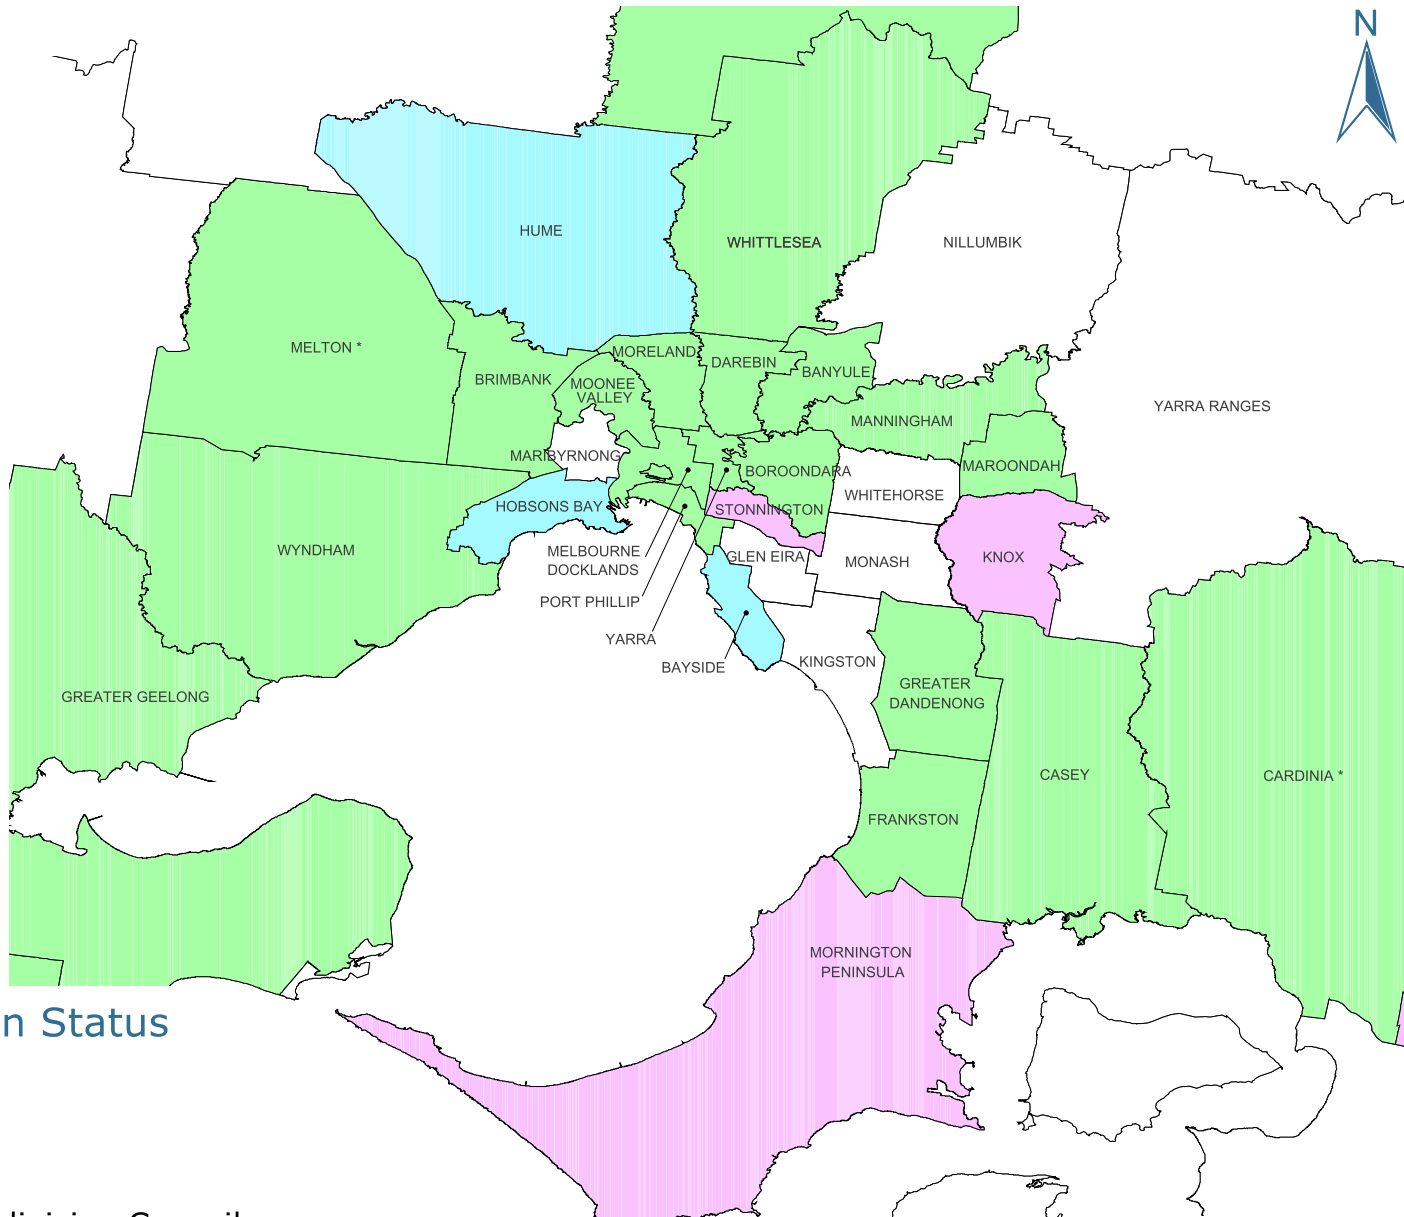 N
HUME
WHITTLESEA
NILLUMBIK
MELTON *
MORELAND
DAREBIN
BANYULE
BRIMBANK
MOONEE
VALLEY
YARRA RANGES
MANNINGHAM
MARIBYRNONG
BOROONDARA
MAROONDAH
WHITEHORSE
HOBSONS BAY
STONNINGTON
WYNDHAM
MELBOURNE
DOCKLANDS
GLEN EIRA
MONASH
KNOX
PORT PHILLIP
YARRA
BAYSIDE
KINGSTON
GREATER
DANDENONG
GREATER GEELONG
CASEY
CARDINIA *
FRANKSTON
MORNINGTON
PENINSULA
n Status